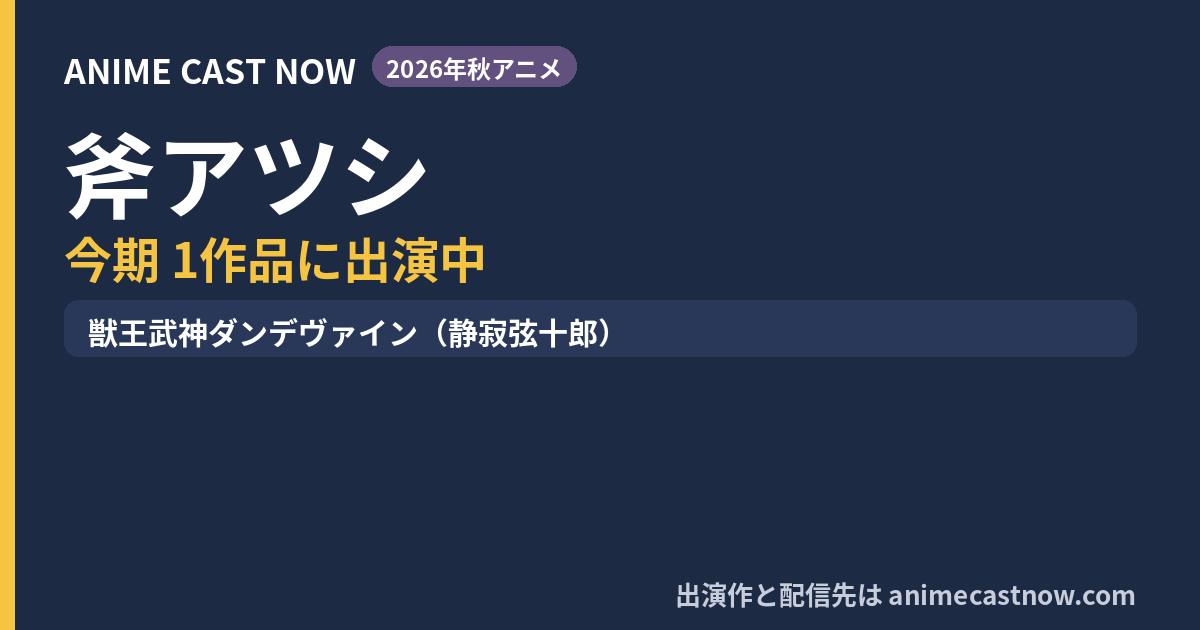 ANIME CAST NOW 2026年秋アニメ
斧アツシ
今期 1作品に出演中
獣王武神ダンデヴァイン（静寂弦十郎）
出演作と配信先は animecastnow.com